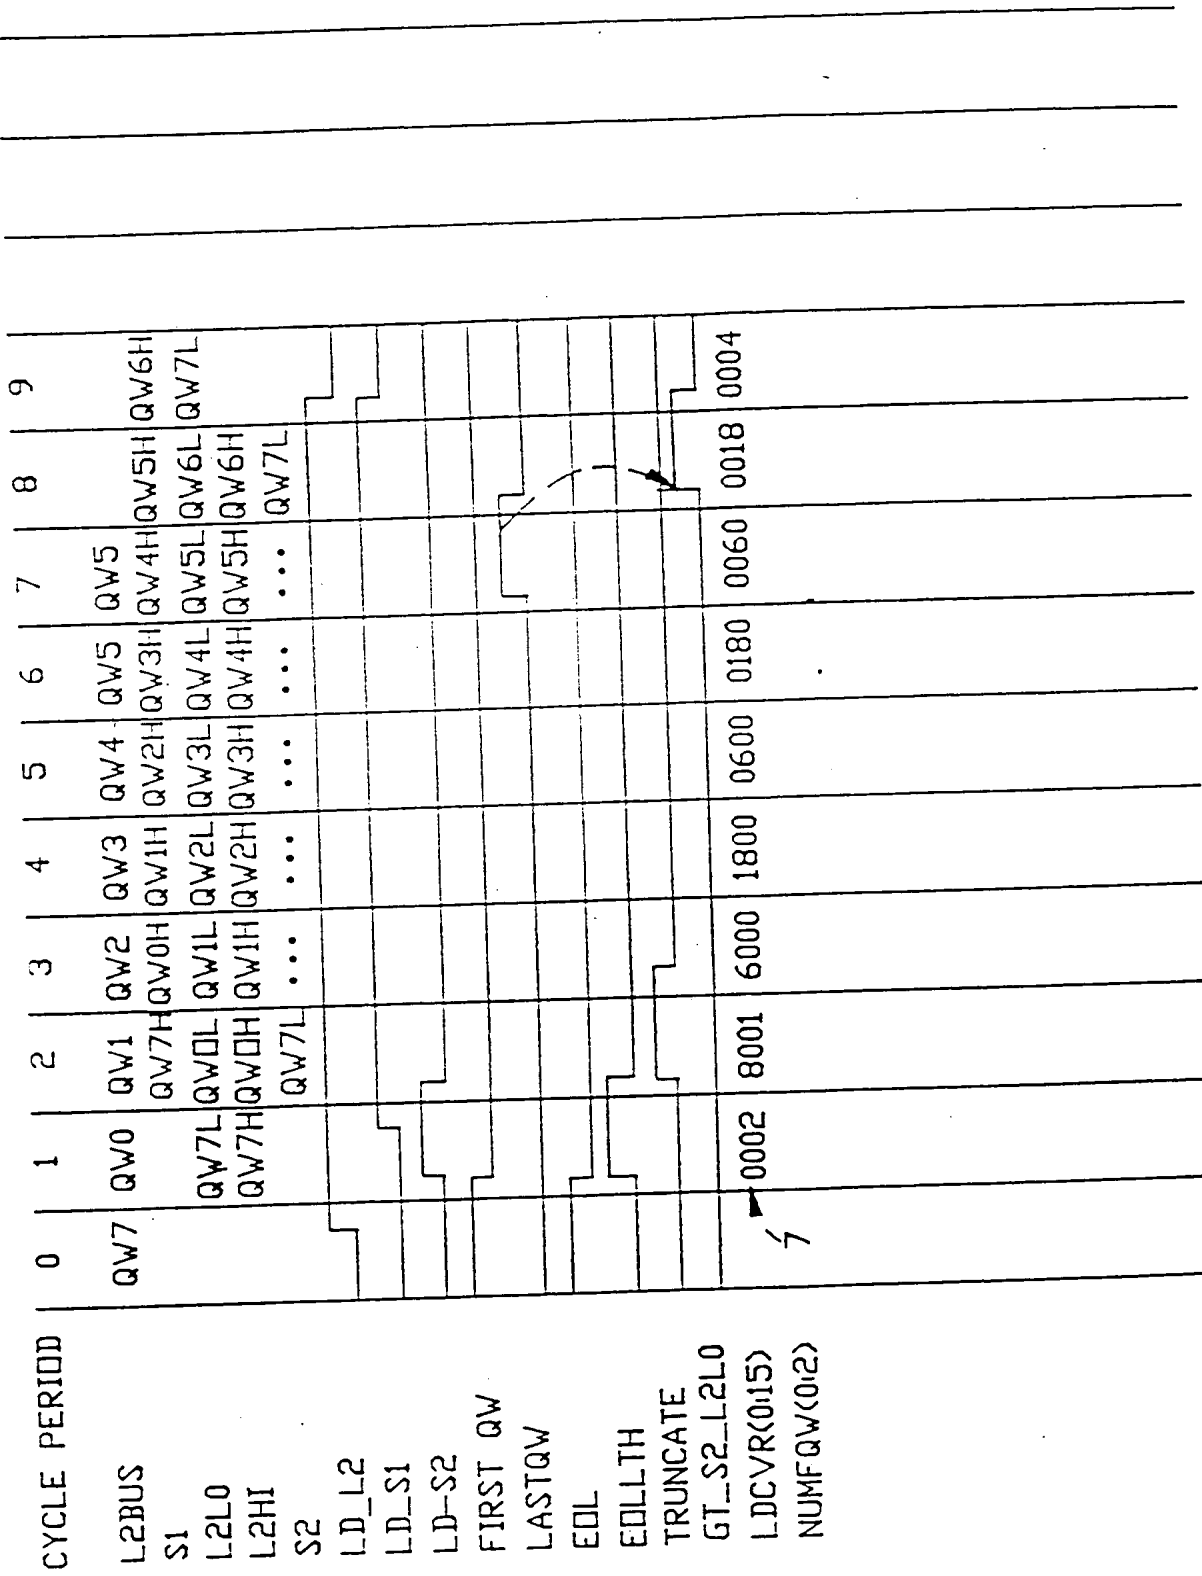 CYCLE PERIOD 0 1 2 3 4 5 6 7 8 9
L2BUS QW7 QW0 QW1 QW2 QW3 QW4 QW5 QW5
S1 QW7H QW0H QW1H QW2H QW3H QW4H QW5H QW6H
L2LO QW7L QW0L QW1L QW2L QW3L QW4L QW5L QW6L QW7L
L2HI QW7H QW0H QW1H QW2H QW3H QW4H QW5H QW6H
S2 QW7L ... ... ... ... ... QW7L
LD_L2
LD_S1
LD-S2
FIRST QW
LASTQW
EOL
EOLLTH
TRUNCATE
GT_S2_L2LO
LDCVR(0:15) 0002 8001 6000 1800 0600 0180 0060 0018 0004
NUMFQW(0:2) 7